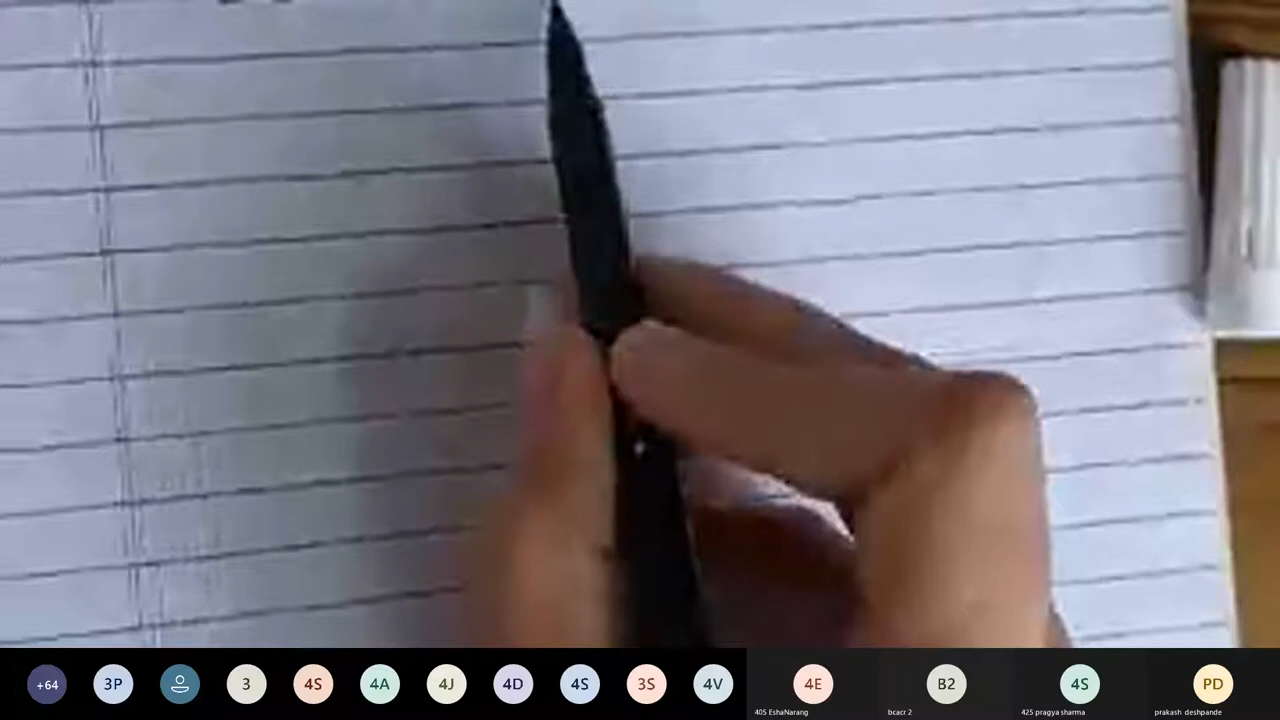 +64 3P 3 4S 4A 4J 4D 4S 3S 4V 4E B2 4S PD
405 EshaNarang bcacr 2 425 pragya sharma prakash deshpande